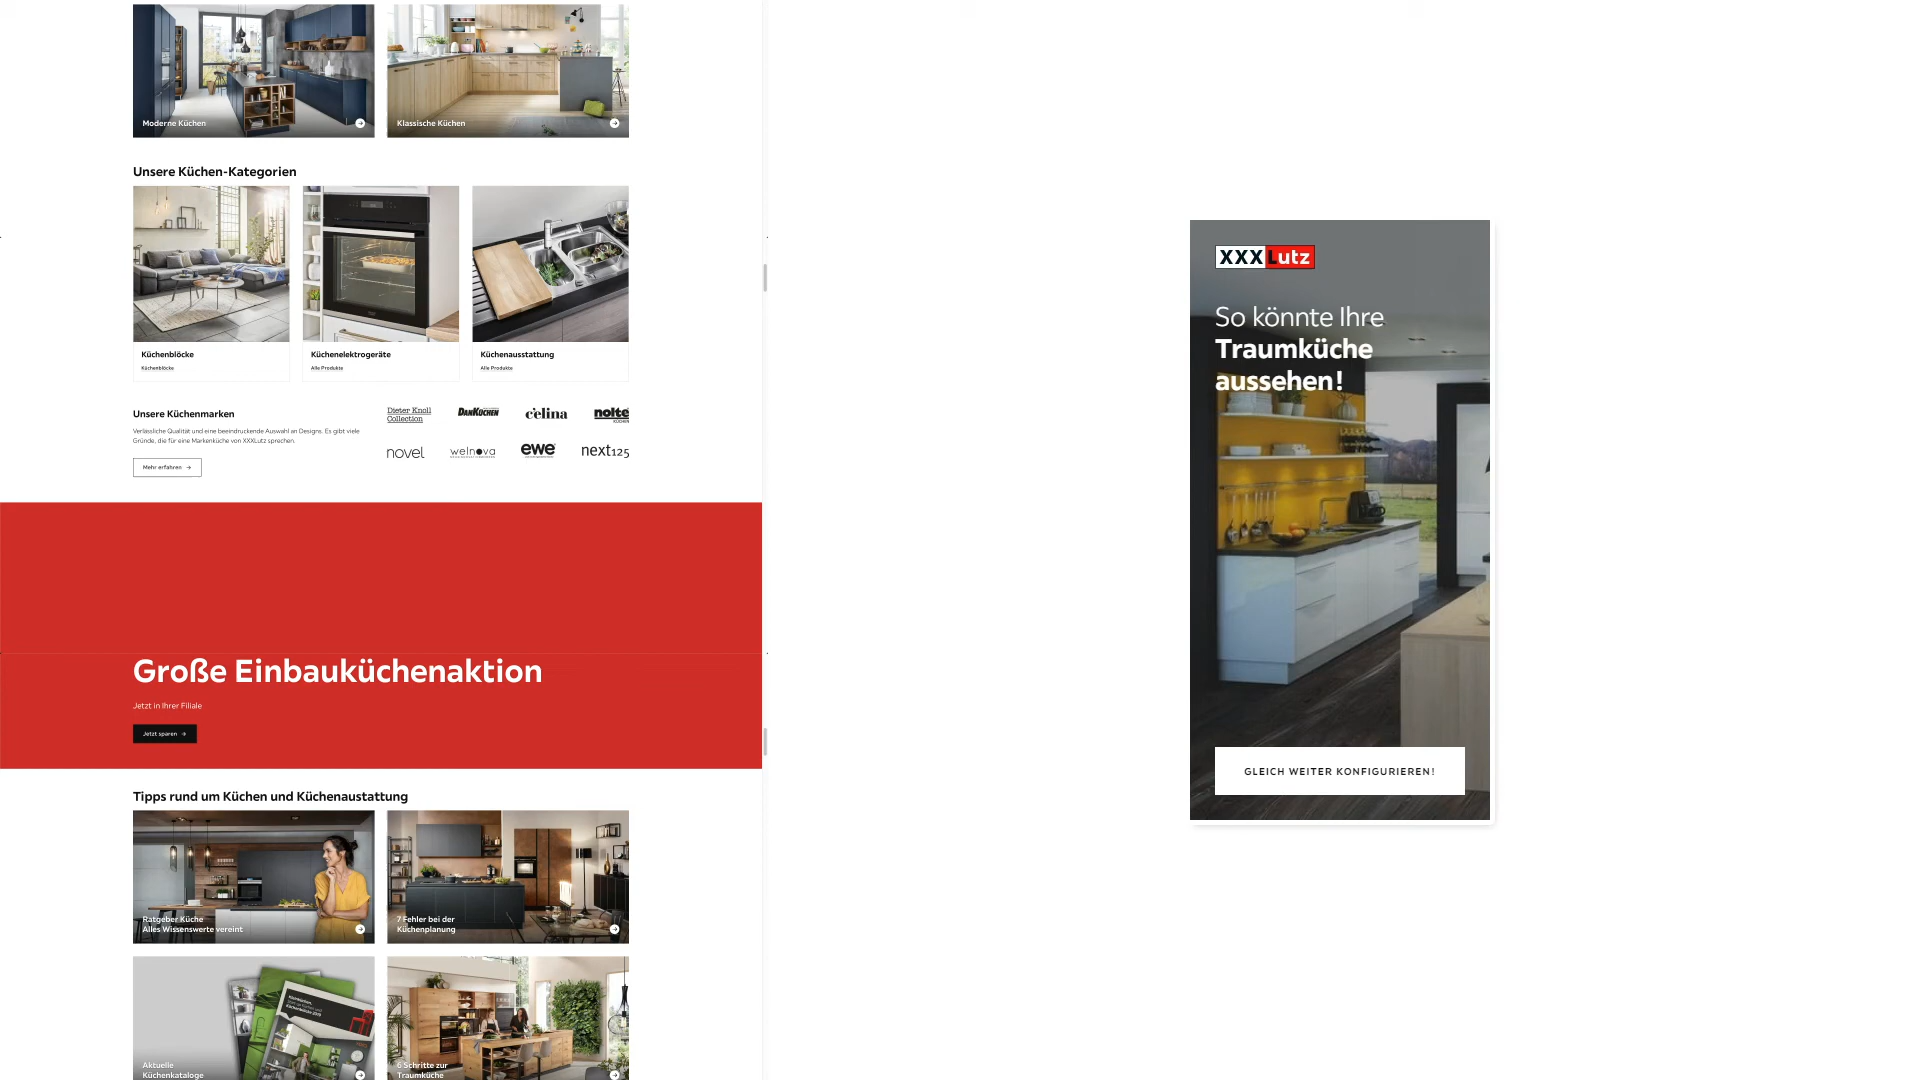 Moderne Küchen
Klassische Küchen
Unsere Küchen-Kategorien
Küchenblöcke
Küchenblöcke
Küchenelektrogeräte
Alle Produkte
Küchenausstattung
Alle Produkte
Unsere Küchenmarken
Verlässliche Qualität und eine beeindruckende Auswahl an Designs. Es gibt viele
Gründe, die für eine Markenküche von XXXLutz sprechen.
Mehr erfahren
Dieter Knoll
Collection
DANKÜCHEN
celina
nolte
KÜCHEN
novel
welnova
ewe
next125
Große Einbauküchenaktion
Jetzt in Ihrer Filiale
Jetzt sparen
Tipps rund um Küchen und Küchenaustattung
Ratgeber Küche
Alles Wissenswerte vereint
7 Fehler bei der
Küchenplanung
Aktuelle
Küchenkataloge
6 Schritte zur
Traumküche
XXXLutz
So könnte Ihre
Traumküche
aussehen!
GLEICH WEITER KONFIGURIEREN!